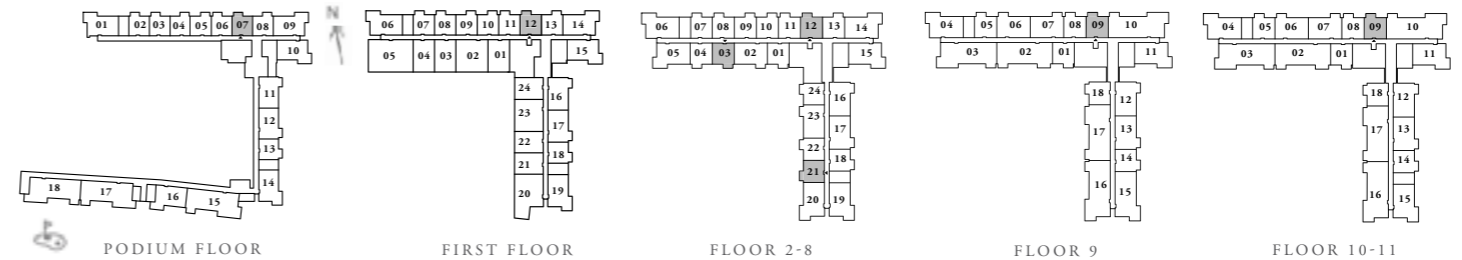 01 02 03 04 05 06 07 08 09
10
11
12
13
14
18 17 16 15
PODIUM FLOOR
N
06 07 08 09 10 11 12 13 14
05 04 03 02 01 15
24 16
23 17
22 18
21
20 19
FIRST FLOOR
06 07 08 09 10 11 12 13 14
05 04 03 02 01 15
24 16
23 17
22 18
21
20 19
FLOOR 2-8
04 05 06 07 08 09 10
03 02 01 11
18 12
17 13
14
16 15
FLOOR 9
04 05 06 07 08 09 10
03 02 01 11
18 12
17 13
14
16 15
FLOOR 10-11